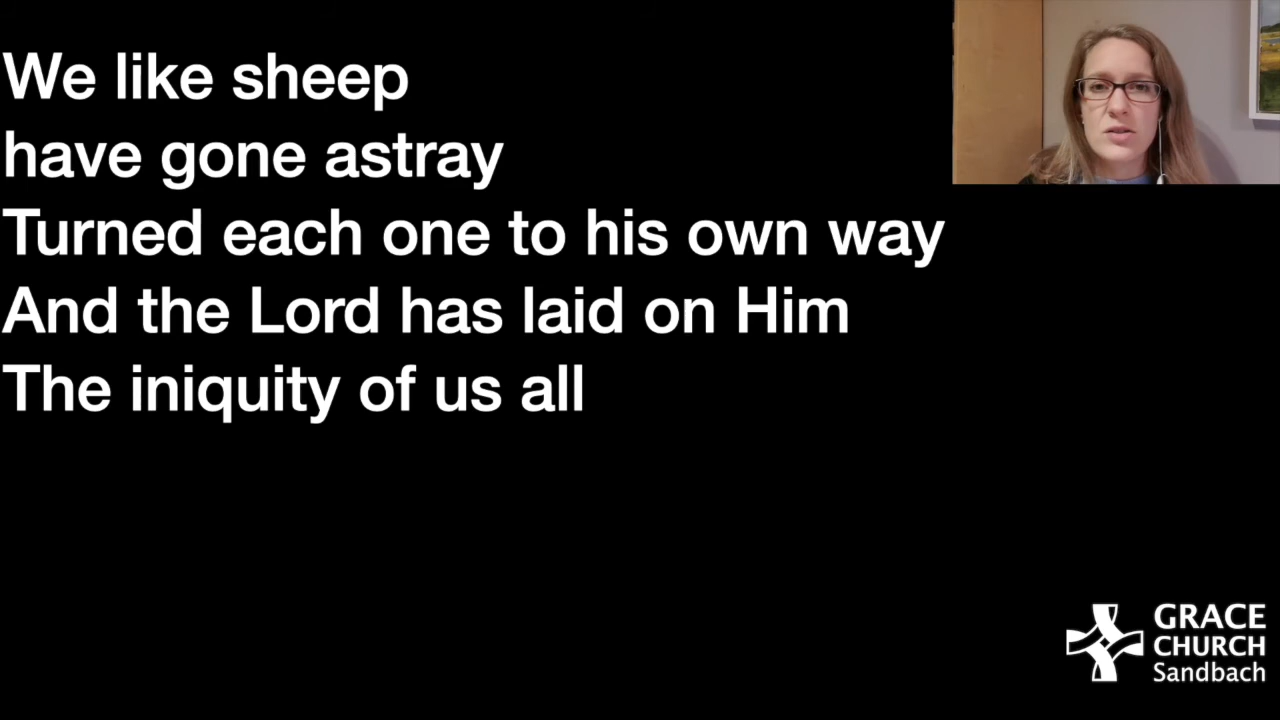 We like sheep
have gone astray
Turned each one to his own way
And the Lord has laid on Him
The iniquity of us all
GRACE
CHURCH
Sandbach